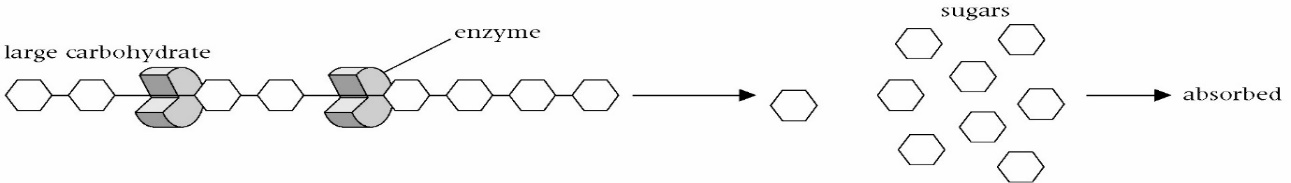 large carbohydrate
enzyme
sugars
absorbed